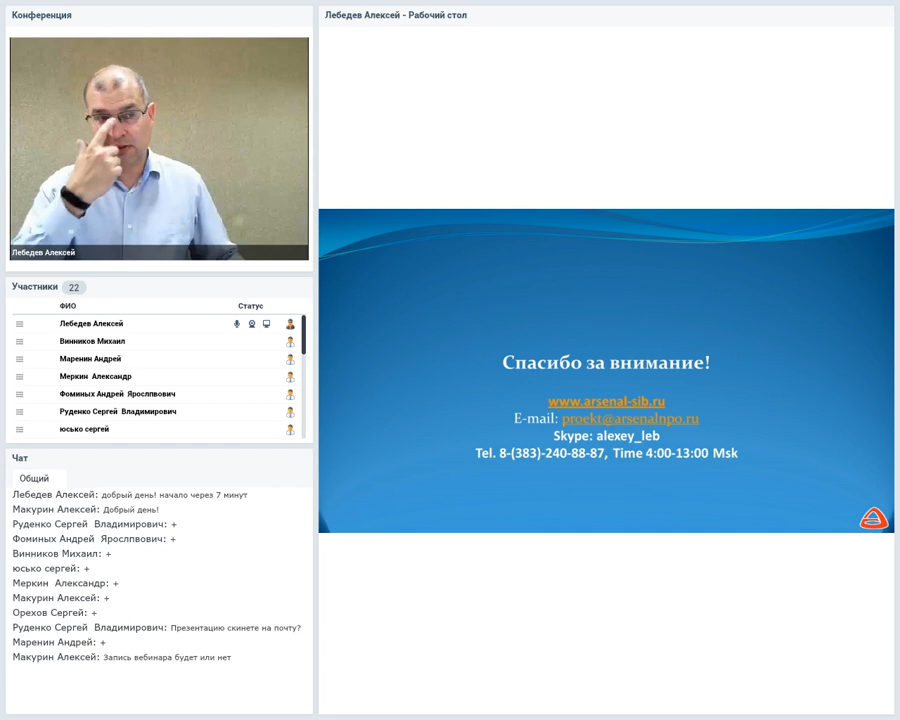 Конференция
Лебедев Алексей
Участники 22
ФИО Статус
Лебедев Алексей
Винников Михаил
Маренин Андрей
Меркин Александр
Фоминых Андрей Ярослпвович
Руденко Сергей Владимирович
юсько сергей
Чат
Общий
Лебедев Алексей: добрый день! начало через 7 минут
Макурин Алексей: Добрый день!
Руденко Сергей Владимирович: +
Фоминых Андрей Ярослпвович: +
Винников Михаил: +
юсько сергей: +
Меркин Александр: +
Макурин Алексей: +
Орехов Сергей: +
Руденко Сергей Владимирович: Презентацию скинете на почту?
Маренин Андрей: +
Макурин Алексей: Запись вебинара будет или нет
Лебедев Алексей - Рабочий стол
Спасибо за внимание!
www.arsenal-sib.ru
E-mail: proekt@arsenalnpo.ru
Skype: alexey_leb
Tel. 8-(383)-240-88-87, Time 4:00-13:00 Msk